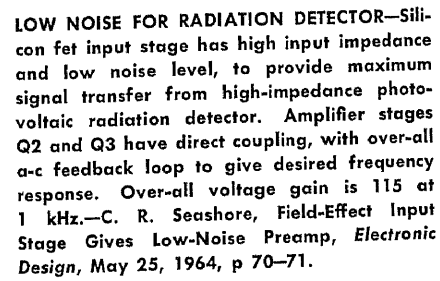 LOW NOISE FOR RADIATION DETECTOR—Sili-
con fet input stage has high input impedance
and low noise level, to provide maximum
signal transfer from high-impedance photo-
voltaic radiation detector. Amplifier stages
Q2 and Q3 have direct coupling, with over-all
a-c feedback loop to give desired frequency
response. Over-all voltage gain is 115 at
1 kHz.—C. R. Seashore, Field-Effect Input
Stage Gives Low-Noise Preamp, Electronic
Design, May 25, 1964, p 70—71.